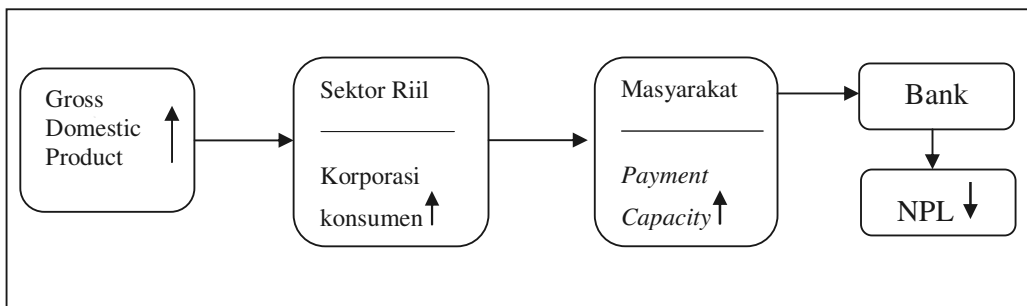 Gross
Domestic
Product
Sektor Riil
Korporasi
konsumen
Masyarakat
Payment
Capacity
Bank
NPL